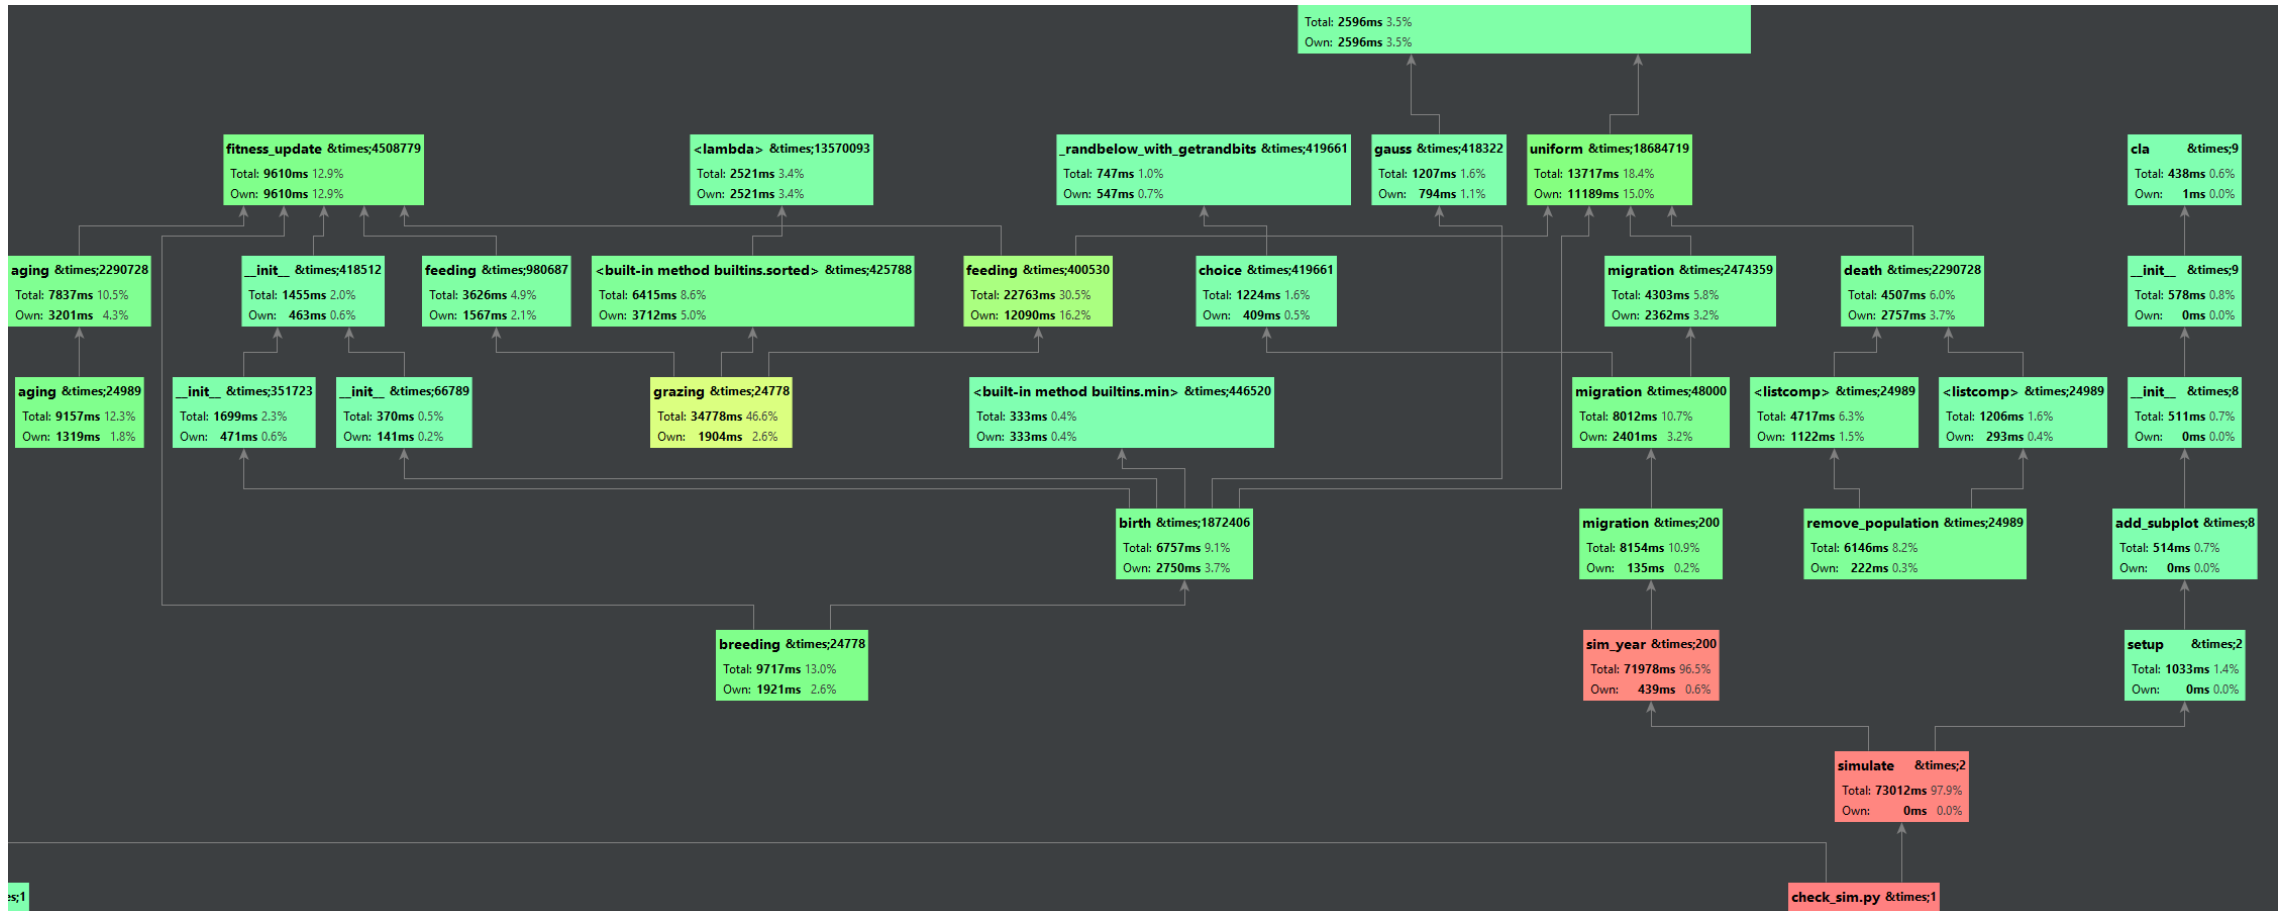 Total: 2596ms 3.5%
Own: 2596ms 3.5%
fitness_update &times;4508779
Total: 9610ms 12.9%
Own: 9610ms 12.9%
<lambda> &times;13570093
Total: 2521ms 3.4%
Own: 2521ms 3.4%
_randbelow_with_getrandbits &times;419661
Total: 747ms 1.0%
Own: 547ms 0.7%
gauss &times;418322
Total: 1207ms 1.6%
Own: 794ms 1.1%
uniform &times;18684719
Total: 13717ms 18.4%
Own: 11189ms 15.0%
cla &times;9
Total: 438ms 0.6%
Own: 1ms 0.0%
aging &times;2290728
Total: 7837ms 10.5%
Own: 3201ms 4.3%
__init__ &times;418512
Total: 1455ms 2.0%
Own: 463ms 0.6%
feeding &times;980687
Total: 3626ms 4.9%
Own: 1567ms 2.1%
<built-in method builtins.sorted> &times;425788
Total: 6415ms 8.6%
Own: 3712ms 5.0%
feeding &times;400530
Total: 22763ms 30.5%
Own: 12090ms 16.2%
choice &times;419661
Total: 1224ms 1.6%
Own: 409ms 0.5%
migration &times;2474359
Total: 4303ms 5.8%
Own: 2362ms 3.2%
death &times;2290728
Total: 4507ms 6.0%
Own: 2757ms 3.7%
__init__ &times;9
Total: 578ms 0.8%
Own: 0ms 0.0%
aging &times;24989
Total: 9157ms 12.3%
Own: 1319ms 1.8%
__init__ &times;351723
Total: 1699ms 2.3%
Own: 471ms 0.6%
__init__ &times;66789
Total: 370ms 0.5%
Own: 141ms 0.2%
grazing &times;24778
Total: 34778ms 46.6%
Own: 1904ms 2.6%
<built-in method builtins.min> &times;446520
Total: 333ms 0.4%
Own: 333ms 0.4%
migration &times;48000
Total: 8012ms 10.7%
Own: 2401ms 3.2%
<listcomp> &times;24989
Total: 4717ms 6.3%
Own: 1122ms 1.5%
<listcomp> &times;24989
Total: 1206ms 1.6%
Own: 293ms 0.4%
__init__ &times;8
Total: 511ms 0.7%
Own: 0ms 0.0%
birth &times;1872406
Total: 6757ms 9.1%
Own: 2750ms 3.7%
migration &times;200
Total: 8154ms 10.9%
Own: 135ms 0.2%
remove_population &times;24989
Total: 6146ms 8.2%
Own: 222ms 0.3%
add_subplot &times;8
Total: 514ms 0.7%
Own: 0ms 0.0%
breeding &times;24778
Total: 9717ms 13.0%
Own: 1921ms 2.6%
sim_year &times;200
Total: 71978ms 96.5%
Own: 439ms 0.6%
setup &times;2
Total: 1033ms 1.4%
Own: 0ms 0.0%
simulate &times;2
Total: 73012ms 97.9%
Own: 0ms 0.0%
es;1
check_sim.py &times;1